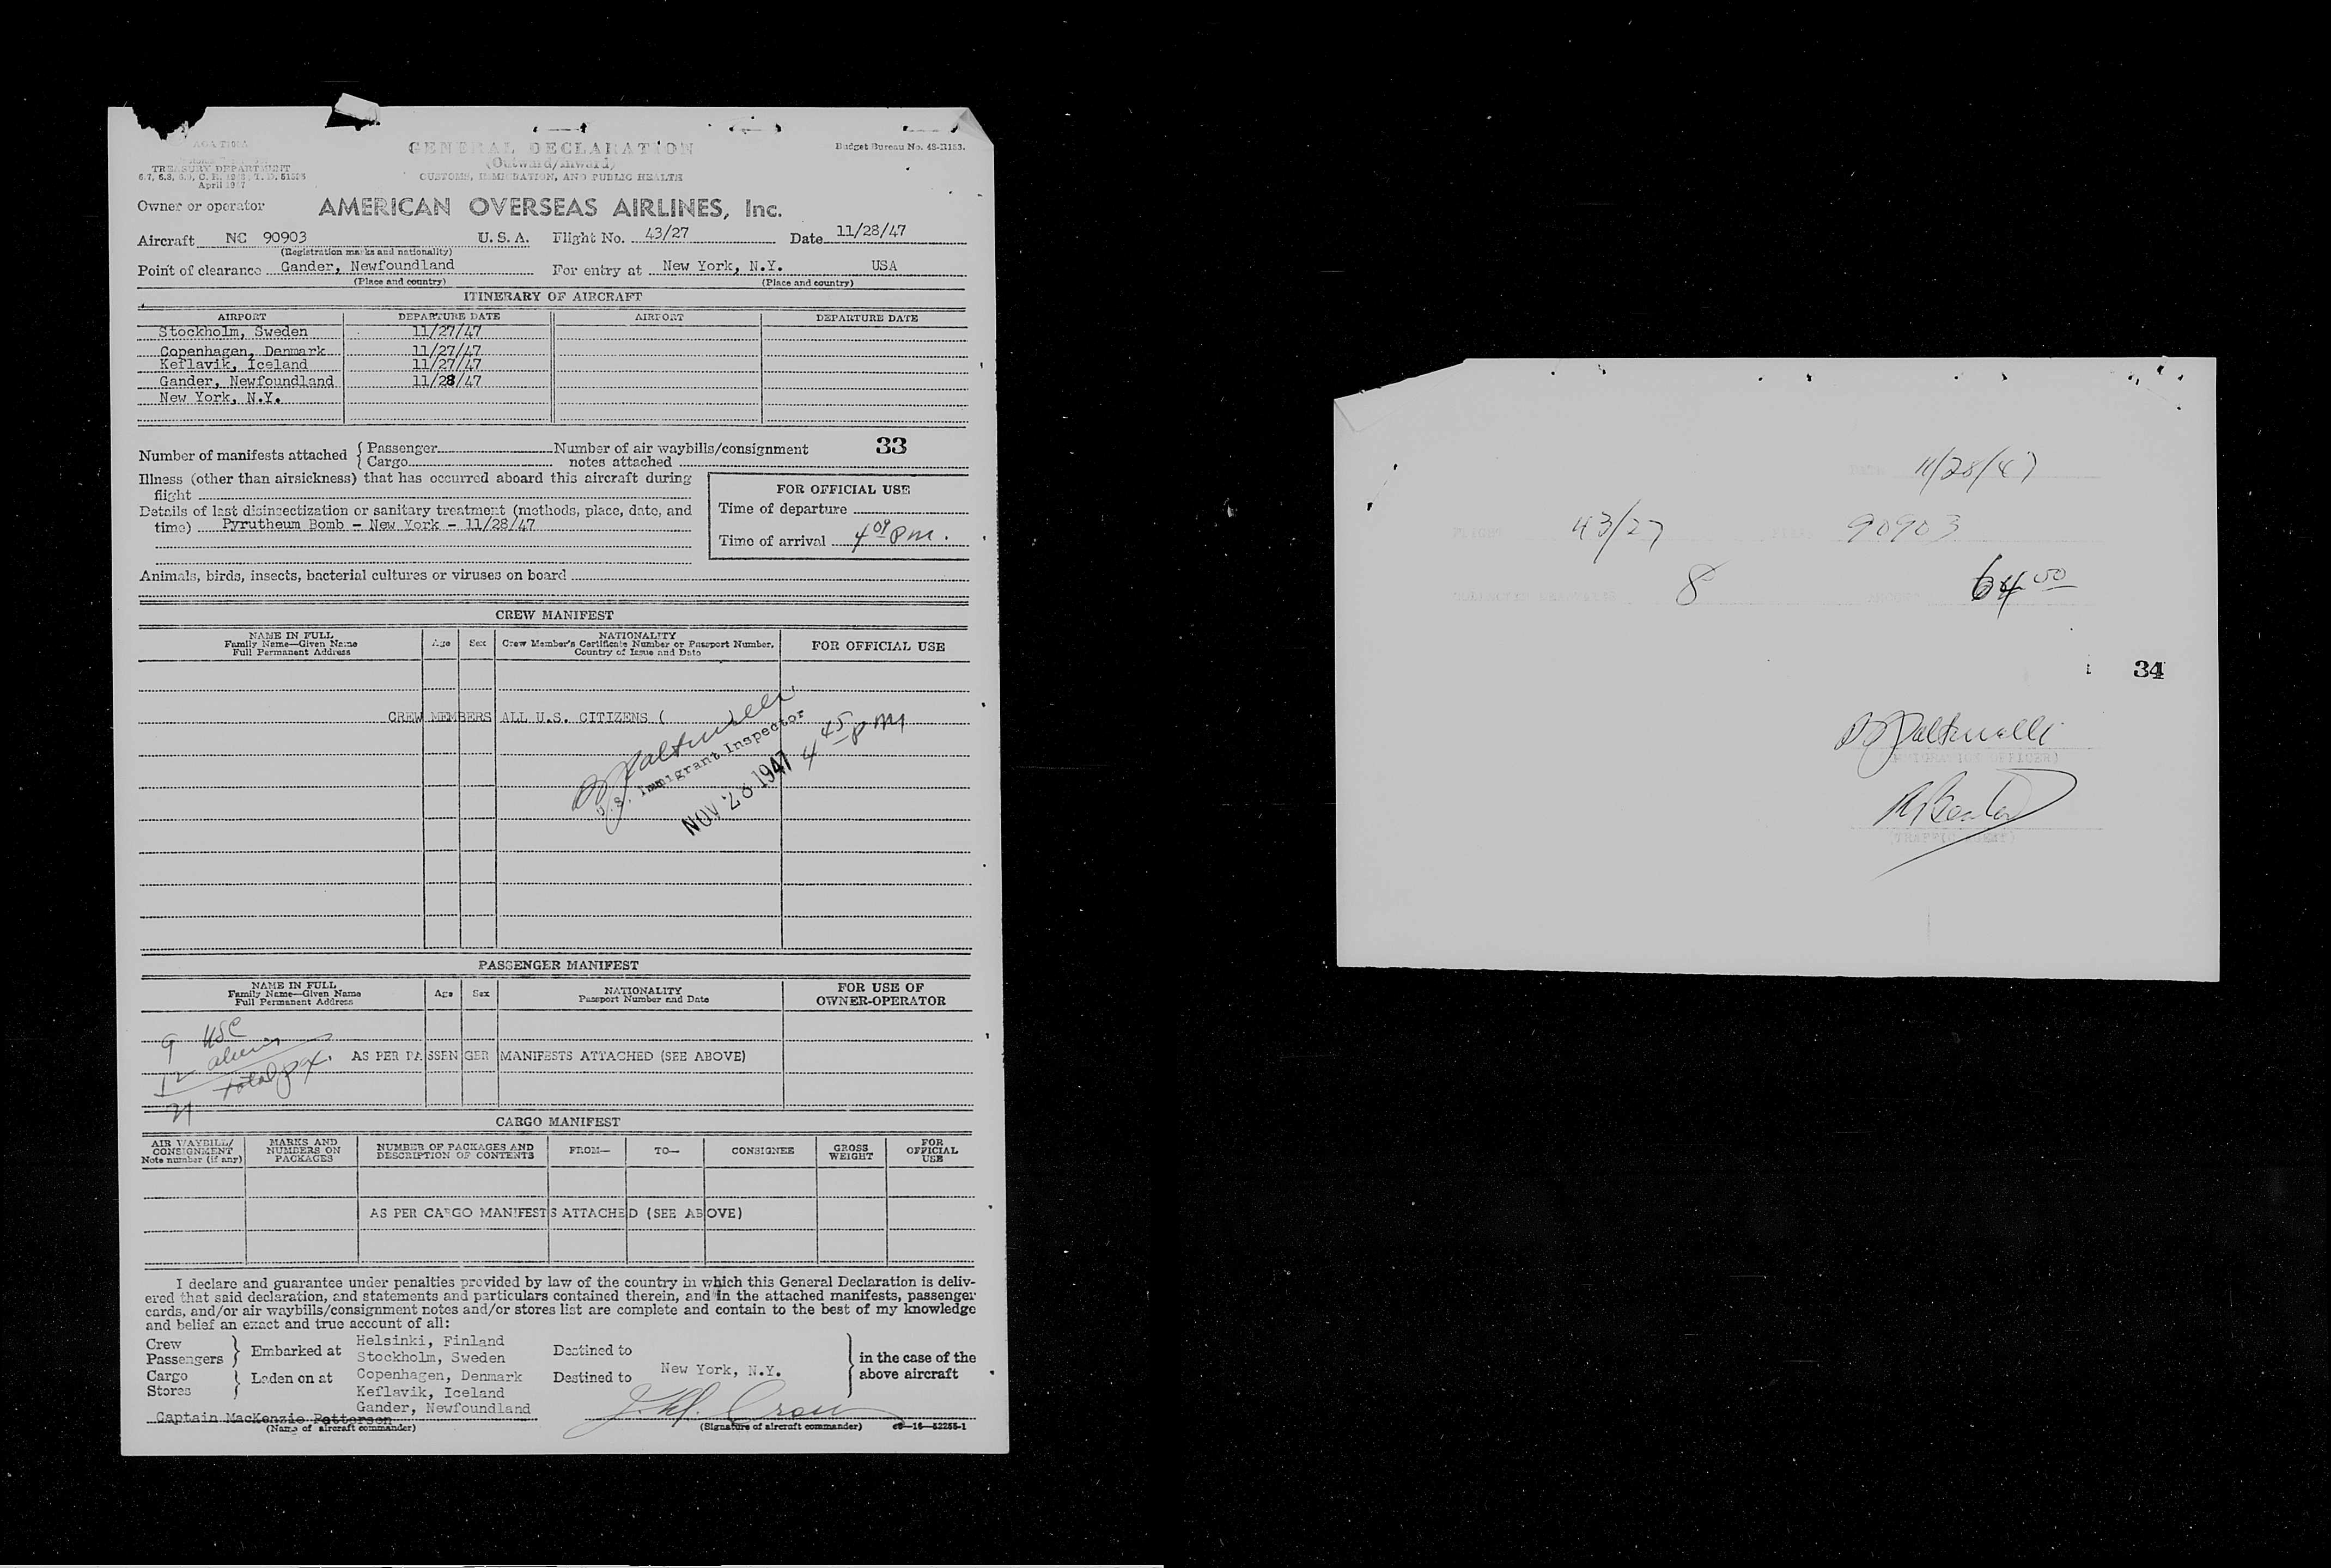 GENERAL DECLARATION
(Outward/Inward)
CUSTOMS, IMMIGRATION, AND PUBLIC HEALTH
Budget Bureau No. 48-R153.
TREASURY DEPARTMENT
April 1947
Owner or operator AMERICAN OVERSEAS AIRLINES, Inc.
Aircraft NC 90903 U. S. A. Flight No. 43/27 Date 11/28/47
(Registration marks and nationality)
Point of clearance Gander, Newfoundland For entry at New York, N.Y. USA
(Place and country) (Place and country)
ITINERARY OF AIRCRAFT
AIRPORT DEPARTURE DATE AIRPORT DEPARTURE DATE
Stockholm, Sweden 11/27/47
Copenhagen, Denmark 11/27/47
Keflavik, Iceland 11/27/47
Gander, Newfoundland 11/28/47
New York, N.Y.
33
Number of manifests attached { Passenger Number of air waybills/consignment
Cargo notes attached
Illness (other than airsickness) that has occurred aboard this aircraft during
flight
Details of last disinsectization or sanitary treatment (methods, place, date, and
time) Pyrutheum Bomb - New York - 11/28/47
FOR OFFICIAL USE
Time of departure
Time of arrival 4 09 pm.
Animals, birds, insects, bacterial cultures or viruses on board
CREW MANIFEST
NAME IN FULL
Family Name—Given Name
Full Permanent Address
Age Sex
NATIONALITY
Crew Member's Certificate Number or Passport Number,
Country of Issue and Date
FOR OFFICIAL USE
CREW MEMBERS ALL U.S. CITIZENS (
U.S. Immigrant Inspector
NOV 28 1947 4 45 pm
PASSENGER MANIFEST
NAME IN FULL
Family Name—Given Name
Full Permanent Address
Age Sex
NATIONALITY
Passport Number and Date
FOR USE OF
OWNER-OPERATOR
9 USC
12 aliens
21 total px.
AS PER PASSENGER MANIFESTS ATTACHED (SEE ABOVE)
CARGO MANIFEST
AIR WAYBILL/
CONSIGNMENT
Note number (if any)
MARKS AND
NUMBERS ON
PACKAGES
NUMBER OF PACKAGES AND
DESCRIPTION OF CONTENTS
FROM— TO— CONSIGNEE
GROSS
WEIGHT
FOR
OFFICIAL
USE
AS PER CARGO MANIFESTS ATTACHED (SEE ABOVE)
I declare and guarantee under penalties provided by law of the country in which this General Declaration is deliv-
ered that said declaration, and statements and particulars contained therein, and in the attached manifests, passenger
cards, and/or air waybills/consignment notes and/or stores list are complete and contain to the best of my knowledge
and belief an exact and true account of all:
Crew
Passengers } Embarked at
Cargo
Stores } Laden on at
Helsinki, Finland
Stockholm, Sweden
Copenhagen, Denmark
Keflavik, Iceland
Gander, Newfoundland
Destined to
Destined to New York, N.Y.
in the case of the
above aircraft
Captain MacKenzie Patterson
(Name of aircraft commander)
(Signature of aircraft commander) 16—52255-1
11/28/47
FLIGHT 43/27 90903
8 AMOUNT 64 00
34
(IMMIGRATION OFFICER)
(TRAFFIC AGENT)